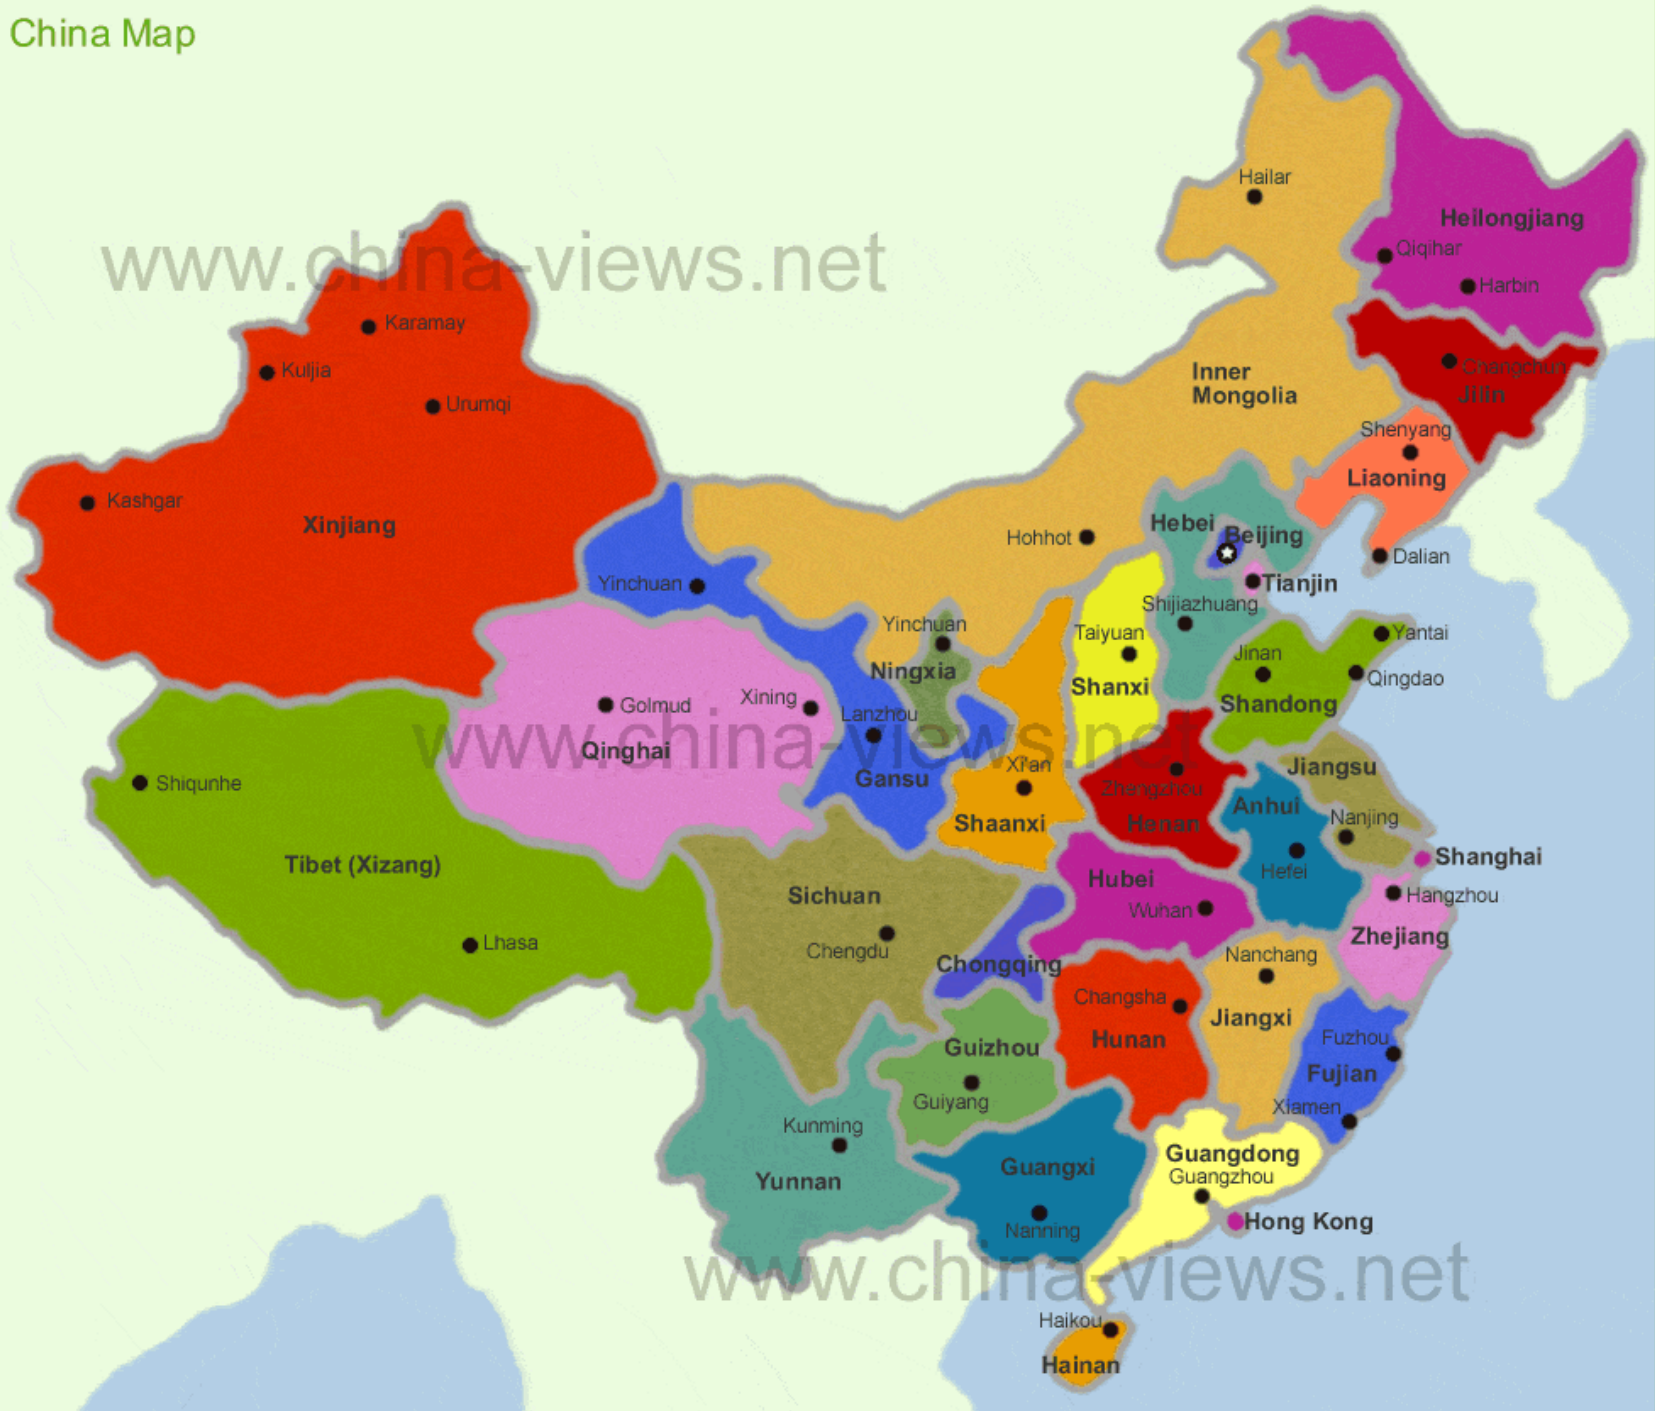 China Map
Hailar
Heilongjiang
www.china-views.net
Qiqihar
Harbin
Karamay
Kuljia
Changchun
Inner
Mongolia
Jilin
Urumqi
Shenyang
Liaoning
Kashgar
Xinjiang
Hebei
Beijing
Hohhot
Dalian
Yinchuan
Tianjin
Shijiazhuang
Yinchuan
Taiyuan
Yantai
Jinan
Ningxia
Qingdao
Shanxi
Xining
Golmud
Shandong
Lanzhou
www.china-views.net
Qinghai
Xi'an
Jiangsu
Gansu
Shiqunhe
Zhangzhou
Anhui
Nanjing
Shaanxi
Henan
Shanghai
Tibet (Xizang)
Hefei
Hubei
Sichuan
Hangzhou
Wuhan
Zhejiang
Lhasa
Chengdu
Nanchang
Chongqing
Changsha
Jiangxi
Hunan
Fuzhou
Guizhou
Fujian
Guiyang
Xiamen
Kunming
Guangdong
Guangxi
Guangzhou
Yunnan
Hong Kong
Nanning
www.china-views.net
Haikou
Hainan